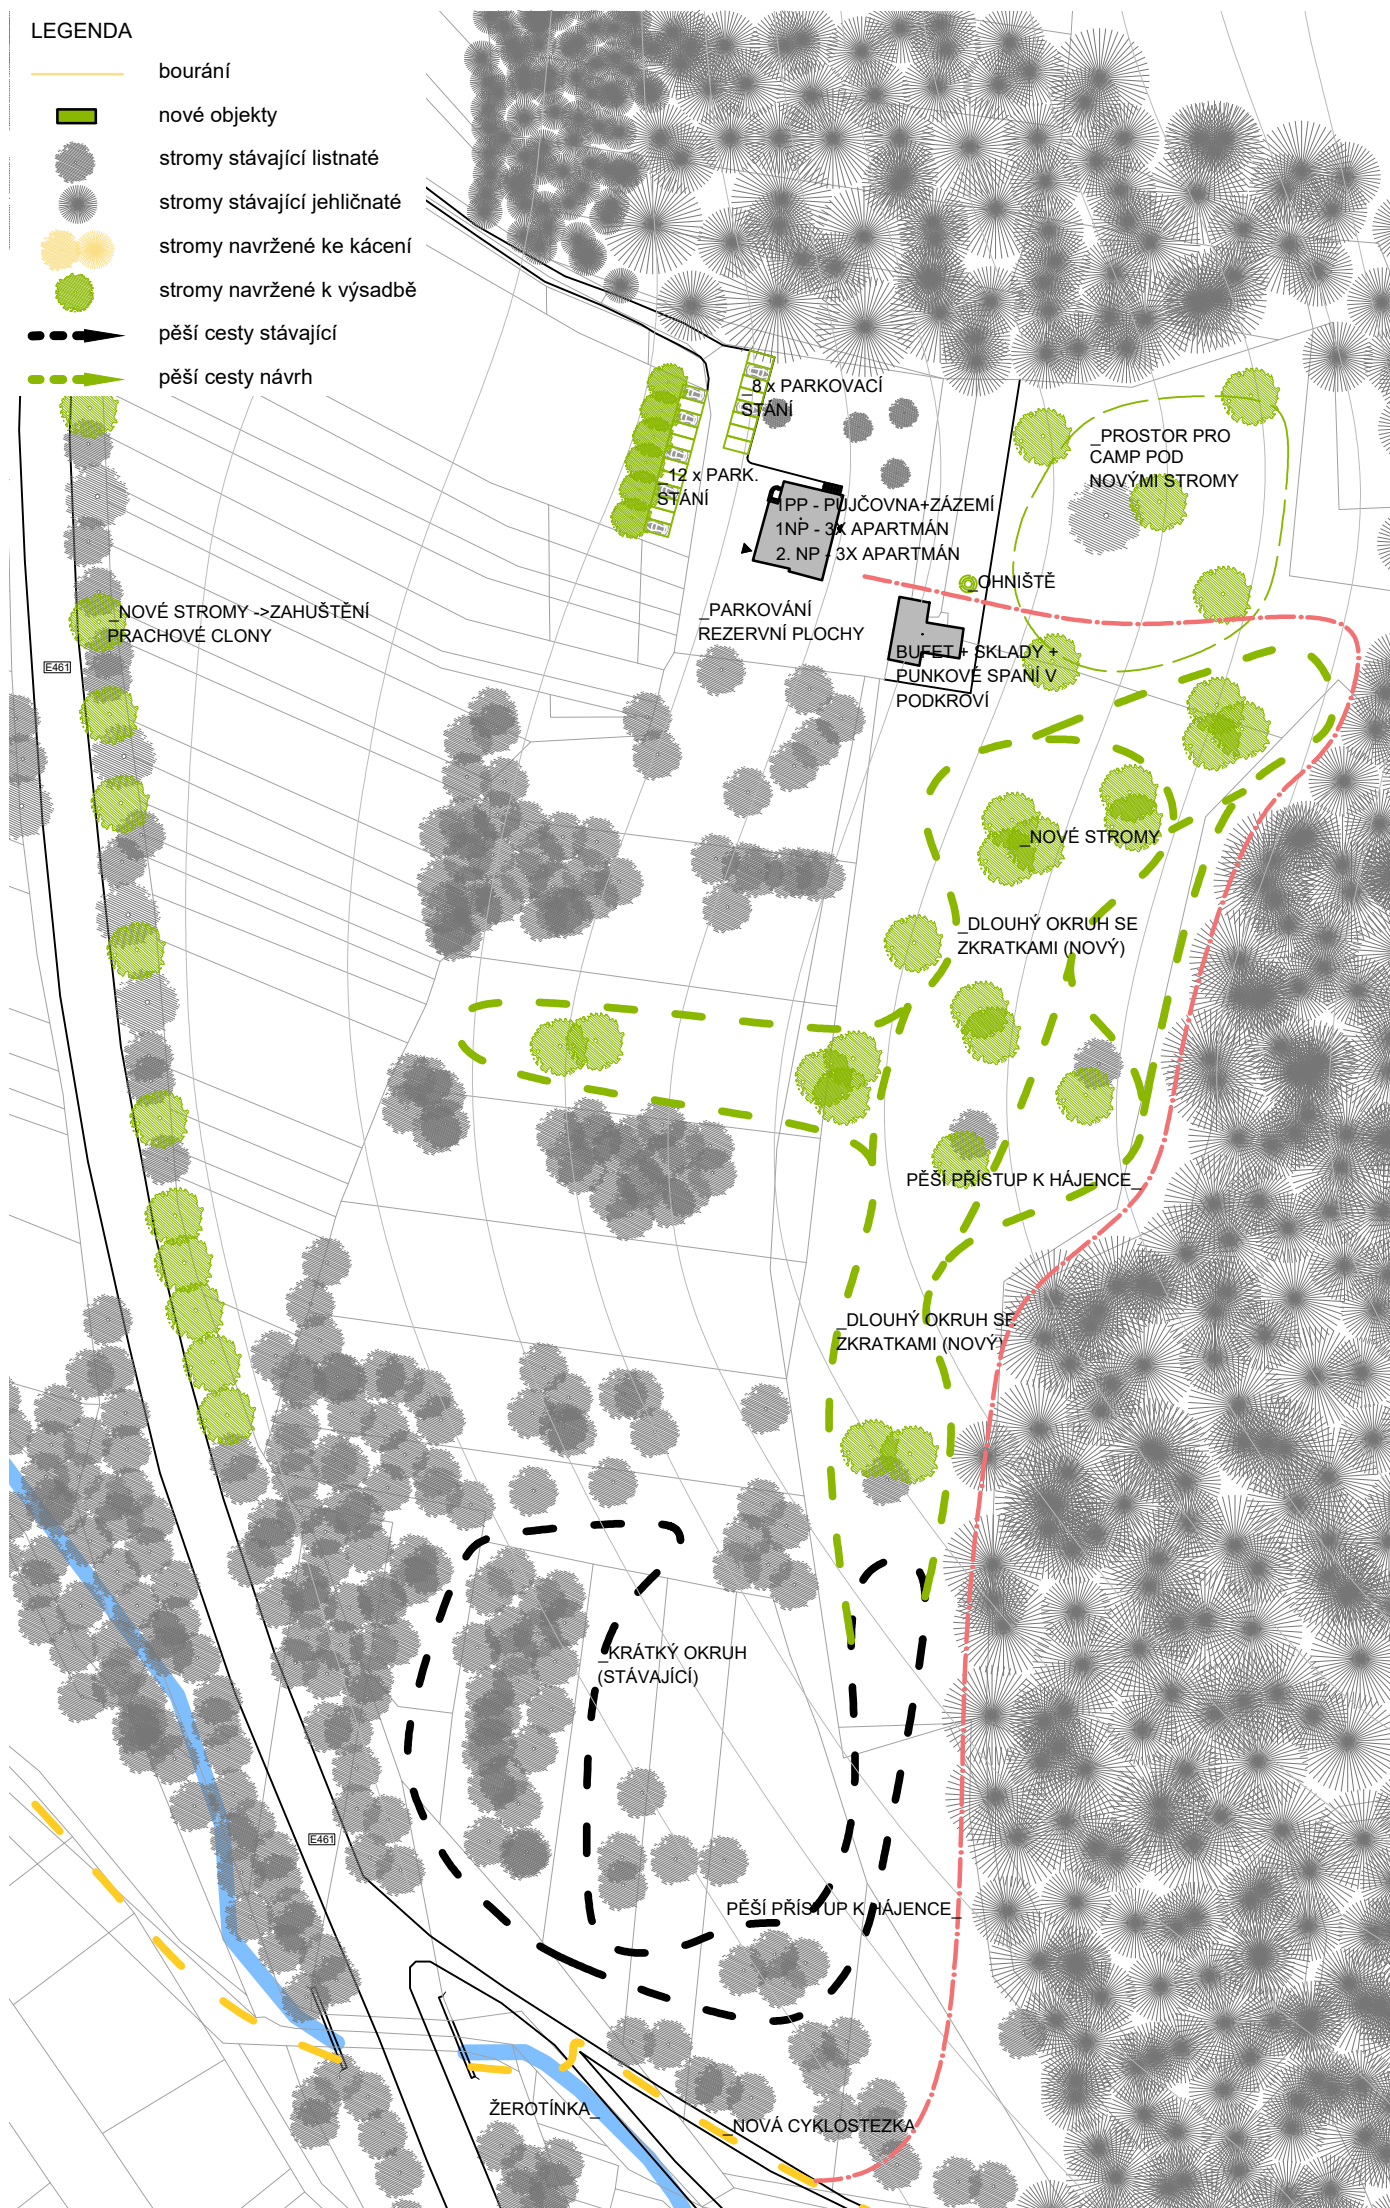 LEGENDA
bourání
nové objekty
stromy stávající listnaté
stromy stávající jehličnaté
stromy navržené ke kácení
stromy navržené k výsadbě
pěší cesty stávající
pěší cesty návrh
_8 x PARKOVACÍ
STÁNÍ
_12 x PARK.
STÁNÍ
_PROSTOR PRO
CAMP POD
NOVÝMI STROMY
1PP - PŮJČOVNA+ZÁZEMÍ
1NP - 3X APARTMÁN
2. NP - 3X APARTMÁN
_OHNIŠTĚ
_NOVÉ STROMY ->ZAHUŠTĚNÍ
PRACHOVÉ CLONY
_PARKOVÁNÍ
REZERVNÍ PLOCHY
E461
BUFET + SKLADY +
PUNKOVÉ SPANÍ V
PODKROVÍ
_NOVÉ STROMY
_DLOUHÝ OKRUH SE
ZKRATKAMI (NOVÝ)
PĚŠÍ PŘÍSTUP K HÁJENCE_
_DLOUHÝ OKRUH SE
ZKRATKAMI (NOVÝ)
_KRÁTKÝ OKRUH
(STÁVAJÍCÍ)
E461
PĚŠÍ PŘÍSTUP K HÁJENCE_
ŽEROTÍNKA_
_NOVÁ CYKLOSTEZKA